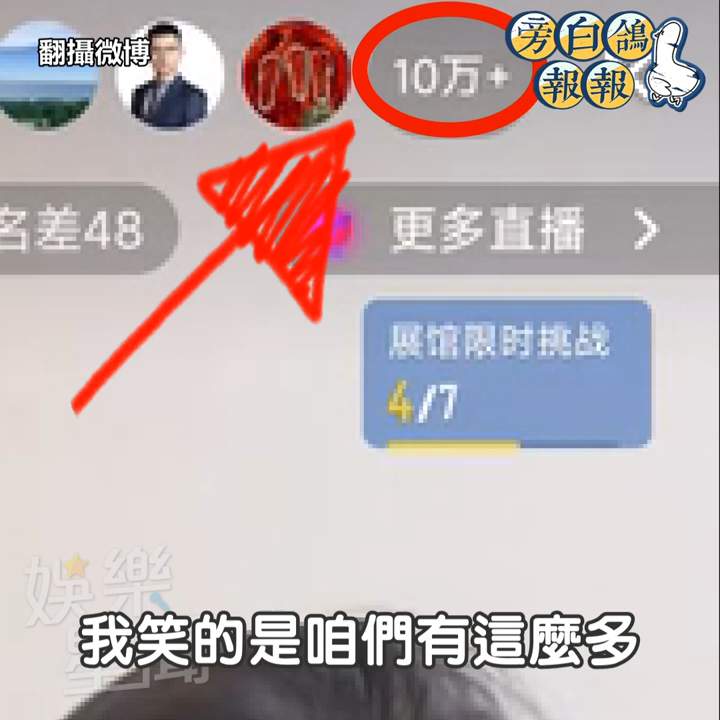 翻攝微博
10万+
旁白鴿
報報
名差48
更多直播
展馆限时挑战
4/7
娛樂
星聞
我笑的是咱們有這麼多